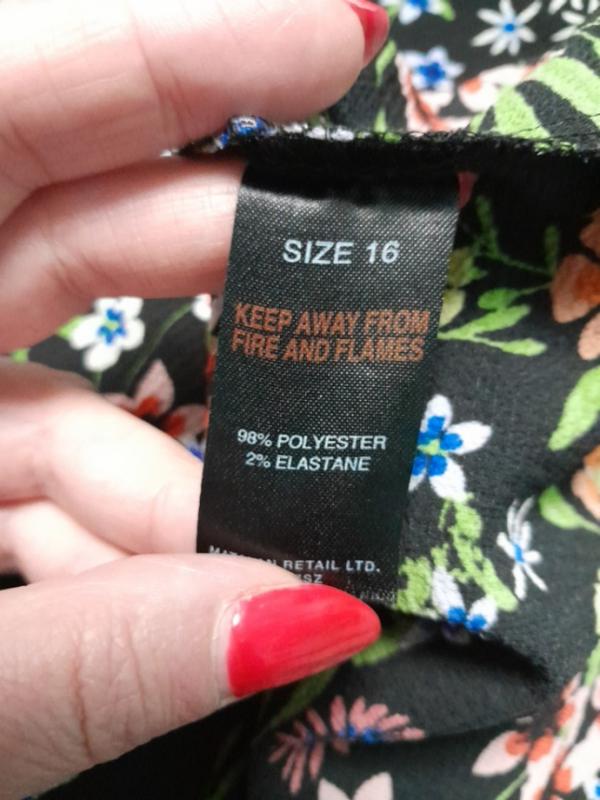 SIZE 16
KEEP AWAY FROM
FIRE AND FLAMES
98% POLYESTER
2% ELASTANE
RETAIL LTD.